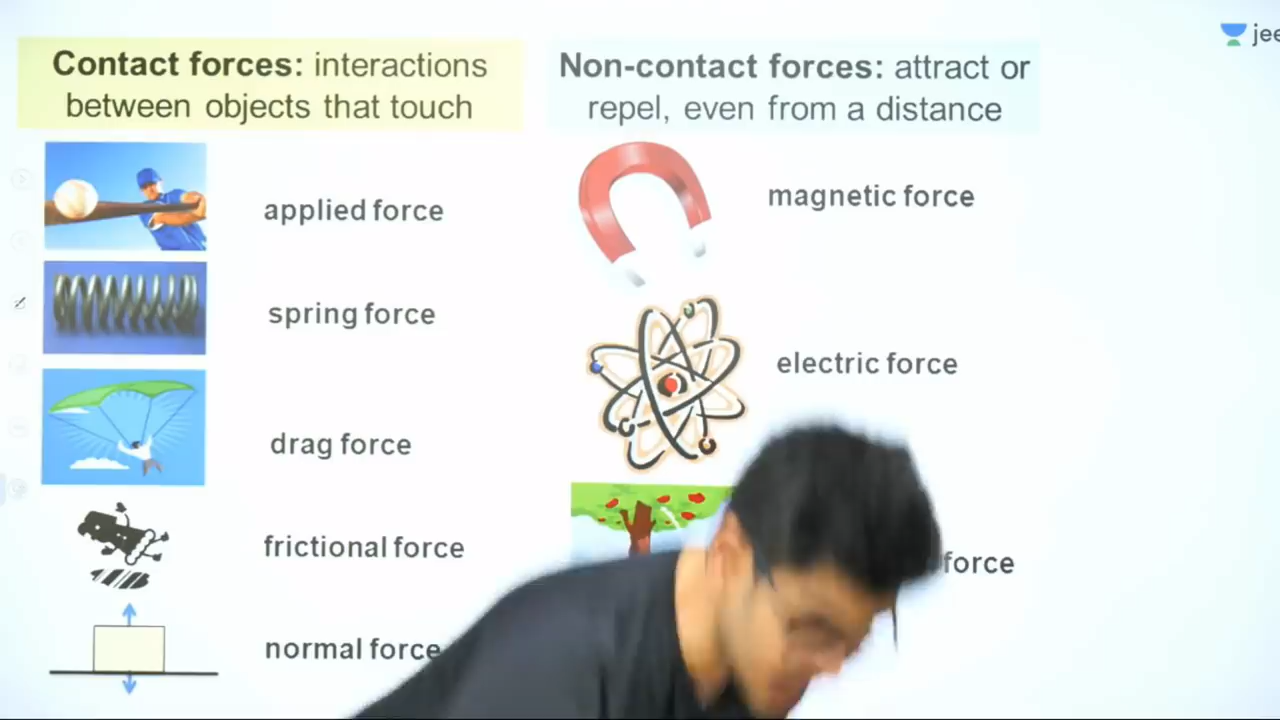 jee
Contact forces: interactions
between objects that touch
Non-contact forces: attract or
repel, even from a distance
applied force
spring force
drag force
frictional force
normal force
magnetic force
electric force
force